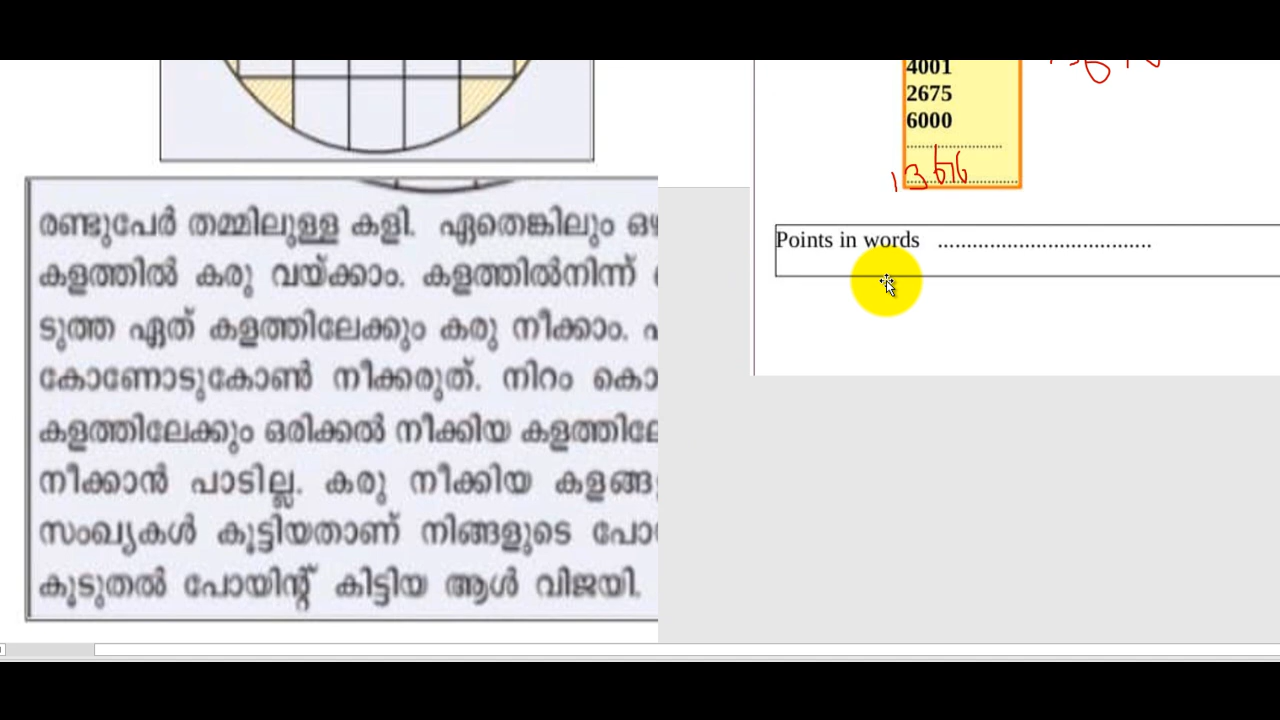 രണ്ടുപേർ തമ്മിലുള്ള കളി. ഏതെങ്കിലും
കളത്തിൽ കരു വയ്ക്കാം. കളത്തിൽനിന്ന്
ടുത്ത ഏത് കളത്തിലേക്കും കരു നീക്കാം.
കോണോടുകോൺ നീക്കരുത്. നിറം
കളത്തിലേക്കും ഒരിക്കൽ നീക്കിയ
നീക്കാൻ പാടില്ല. കരു നീക്കിയ
സംഖ്യകൾ കൂട്ടിയതാണ് നിങ്ങളുടെ
കൂടുതൽ പോയിന്റ് കിട്ടിയ ആൾ വിജയി.
4001
2675
6000
Points in words ....................................